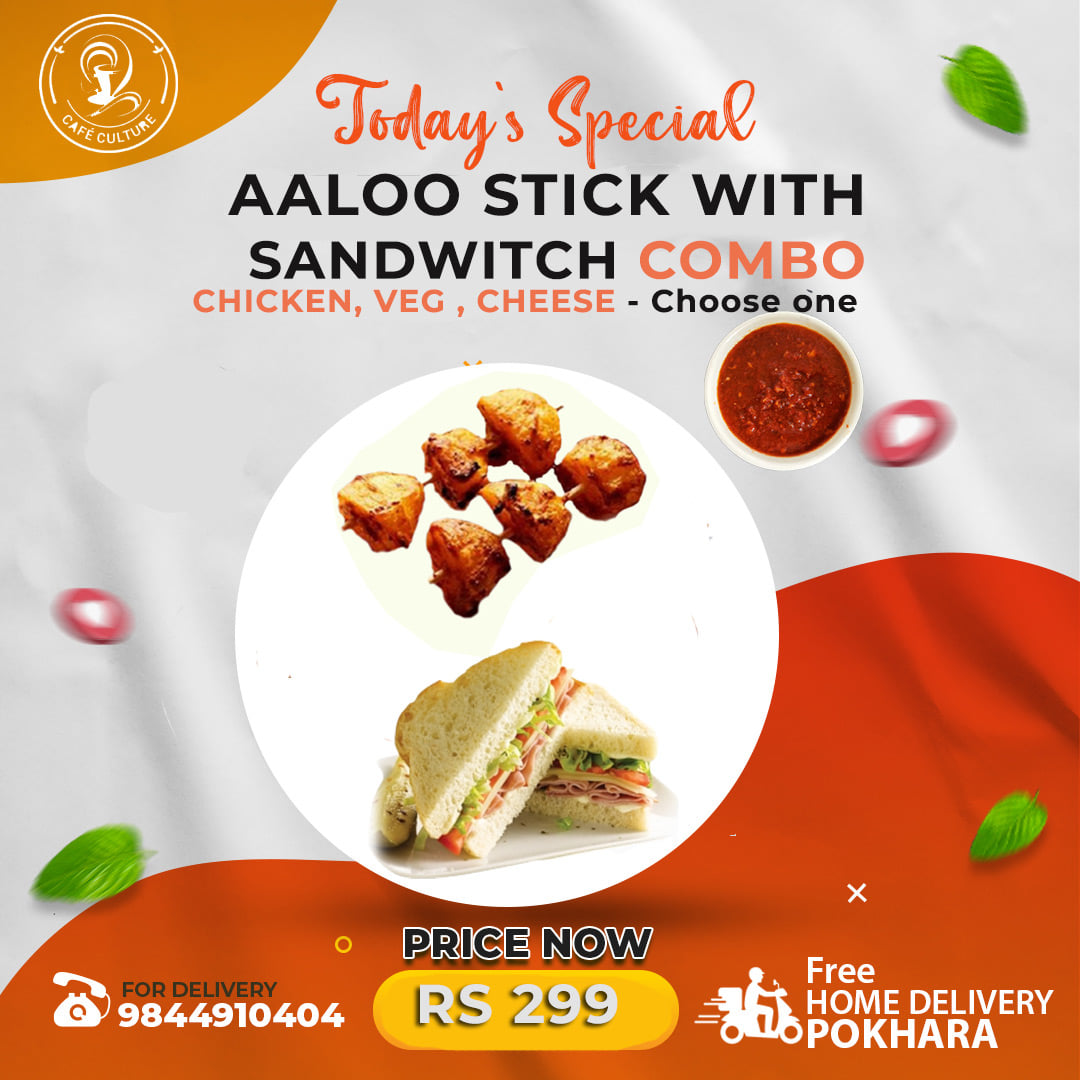 CAFÉ CULTURE
Today`s Special
AALOO STICK WITH
SANDWITCH COMBO
CHICKEN, VEG , CHEESE - Choose one
PRICE NOW
RS 299
FOR DELIVERY
9844910404
Free
HOME DELIVERY
POKHARA